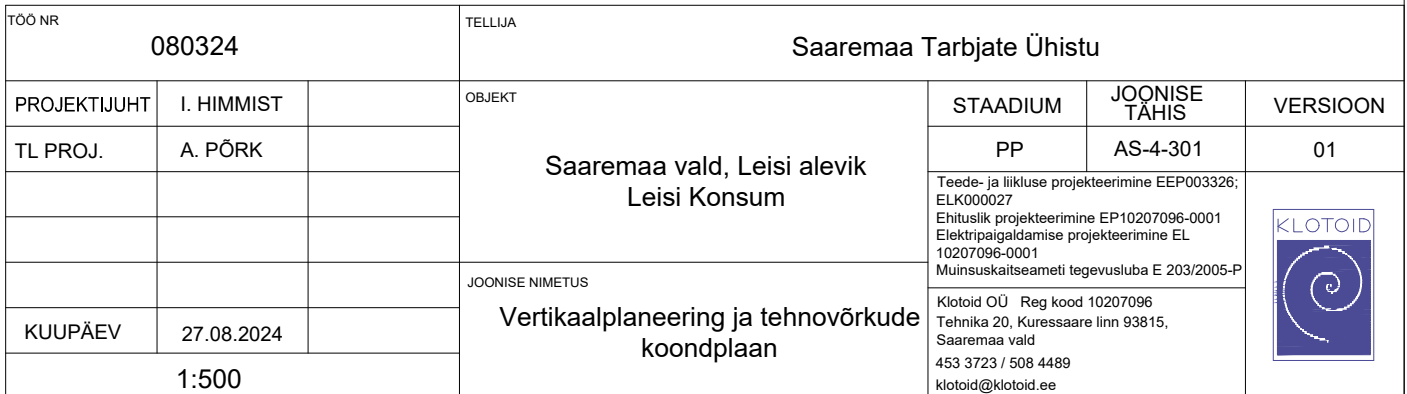 TÖÖ NR
080324
TELLIJA
Saaremaa Tarbjate Ühistu
PROJEKTIJUHT I. HIMMIST
TL PROJ. A. PÕRK
KUUPÄEV 27.08.2024
1:500
OBJEKT
Saaremaa vald, Leisi alevik
Leisi Konsum
JOONISE NIMETUS
Vertikaalplaneering ja tehnovõrkude
koondplaan
STAADIUM
JOONISE
TÄHIS
VERSIOON
PP AS-4-301 01
Teede- ja liikluse projekteerimine EEP003326;
ELK000027
Ehituslik projekteerimine EP10207096-0001
Elektripaigaldamise projekteerimine EL
10207096-0001
Muinsuskaitseameti tegevusluba E 203/2005-P
Klotoid OÜ Reg kood 10207096
Tehnika 20, Kuressaare linn 93815,
Saaremaa vald
453 3723 / 508 4489
klotoid@klotoid.ee
KLOTOID